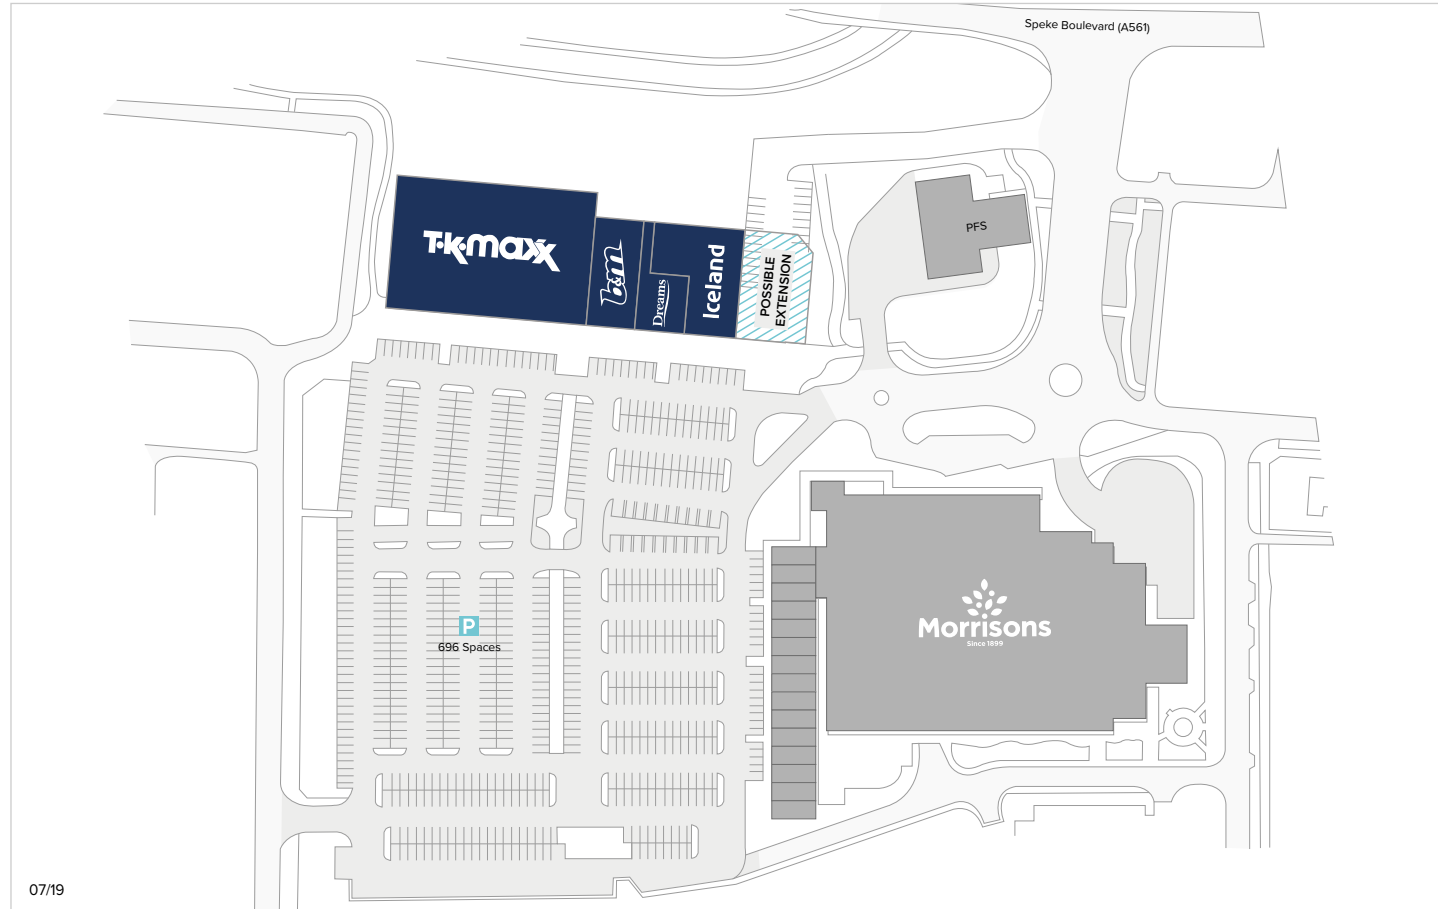 Speke Boulevard (A561)
PFS
T·K·maxx
b&m
Dreams
Iceland
POSSIBLE
EXTENSION
P
696 Spaces
Morrisons
Since 1899
07/19